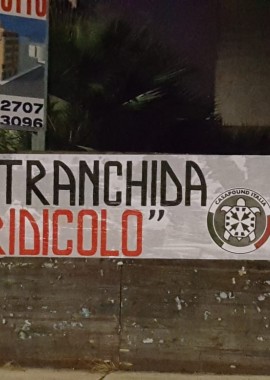 2707
3096
TRANCHIDA
RIDICOLO”
CASAPOUND ITALIA